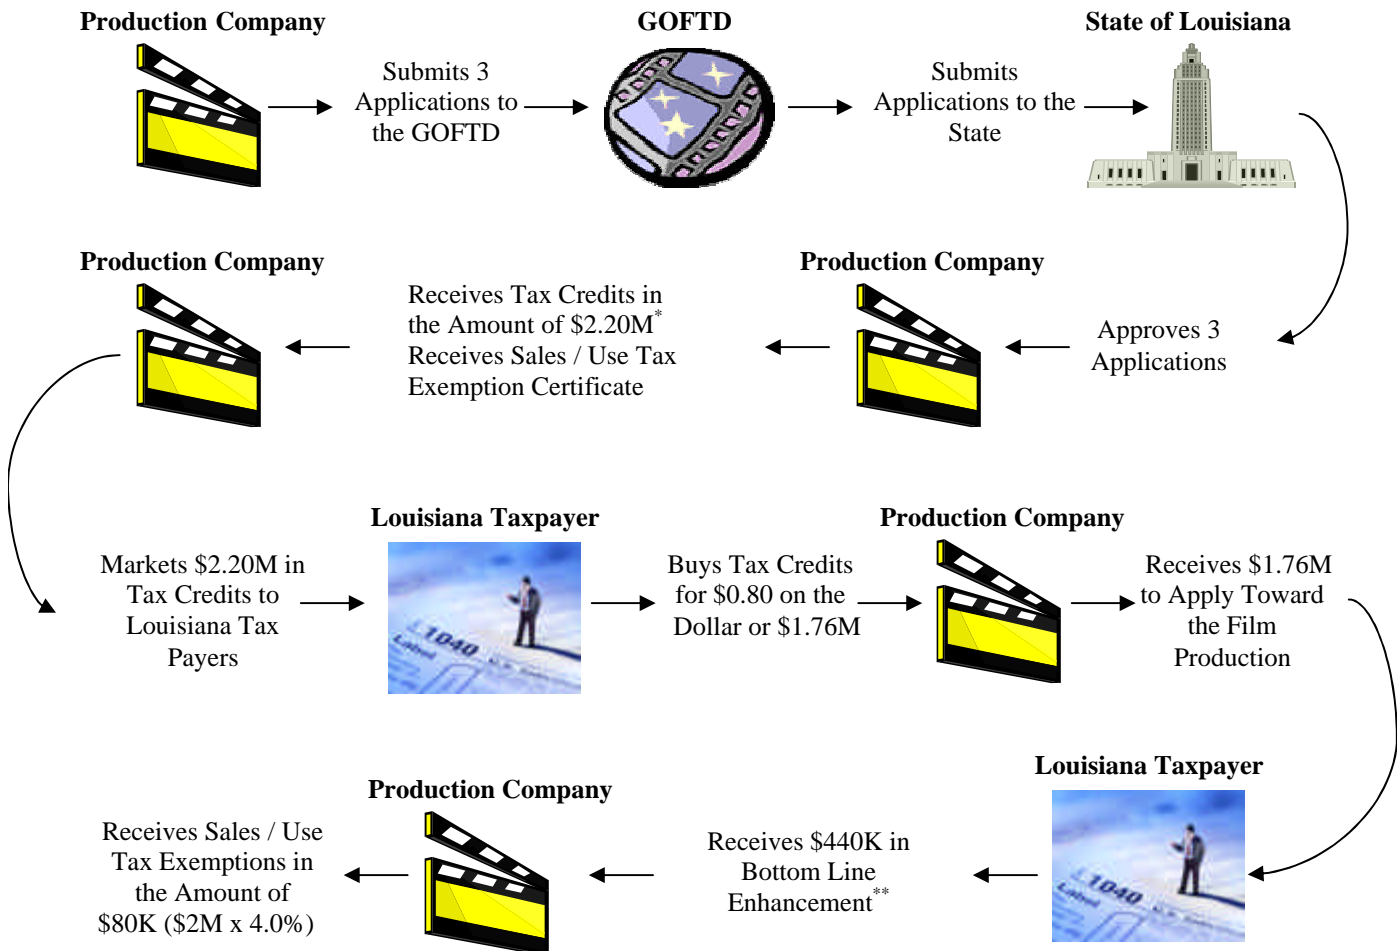 Production Company
GOFTD
State of Louisiana
Submits 3
Applications to
the GOFTD
Submits
Applications to the
State
Production Company
Production Company
Receives Tax Credits in
the Amount of $2.20M*
Receives Sales / Use Tax
Exemption Certificate
Approves 3
Applications
Louisiana Taxpayer
Production Company
Markets $2.20M in
Tax Credits to
Louisiana Tax
Payers
1040
Label
Buys Tax Credits
for $0.80 on the
Dollar or $1.76M
Receives $1.76M
to Apply Toward
the Film
Production
Louisiana Taxpayer
Production Company
Receives Sales / Use
Tax Exemptions in
the Amount of
$80K ($2M x 4.0%)
Receives $440K in
Bottom Line
Enhancement**
1040
Label